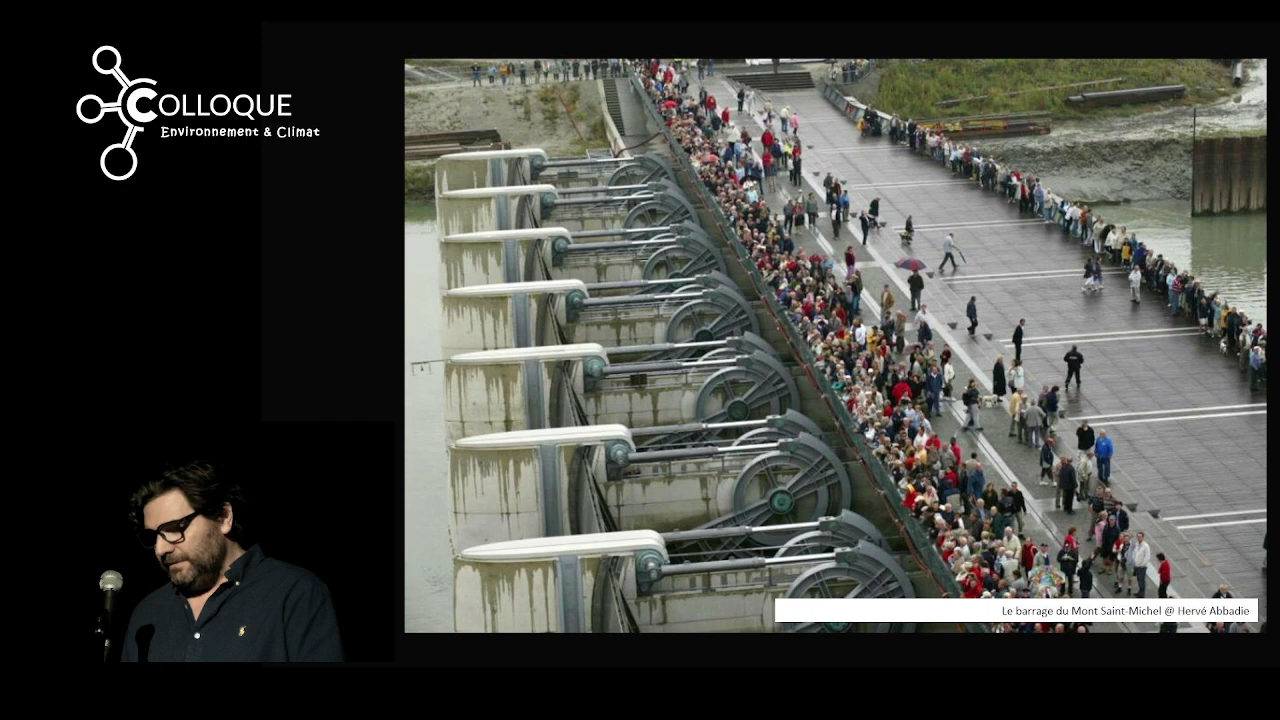 COLLOQUE
Environnement & Climat
Le barrage du Mont Saint-Michel @ Hervé Abbadie